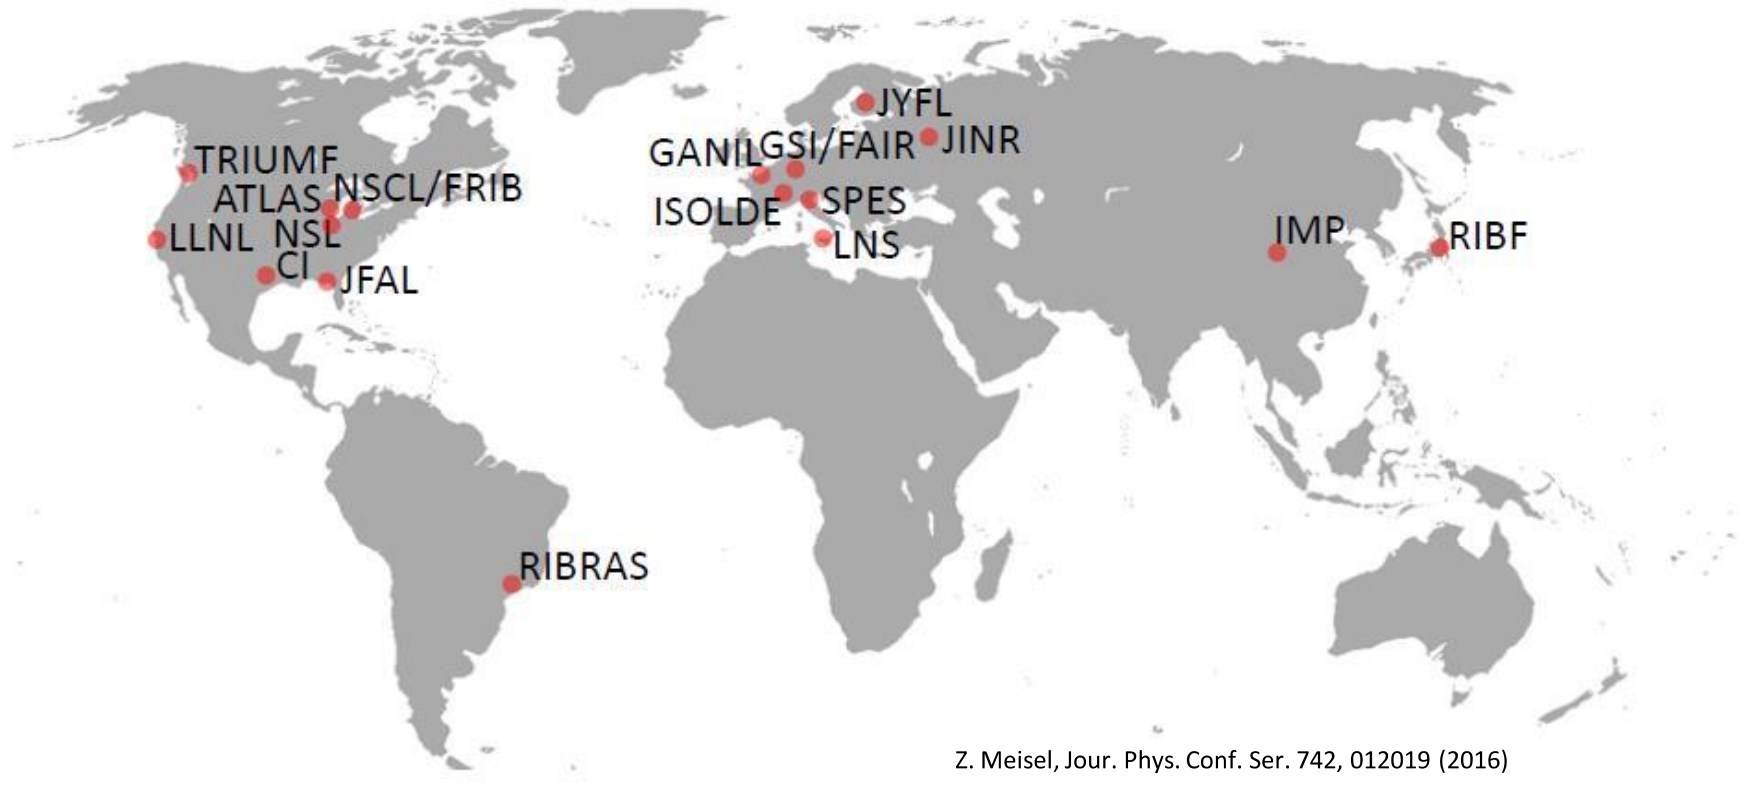 JYFL
GANIL
GSI/FAIR
JINR
TRIUMF
ATLAS
NSCL/FRIB
ISOLDE
SPES
LLNL
NSL
LNS
IMP
RIBF
CI
JFAL
RIBRAS
Z. Meisel, Jour. Phys. Conf. Ser. 742, 012019 (2016)